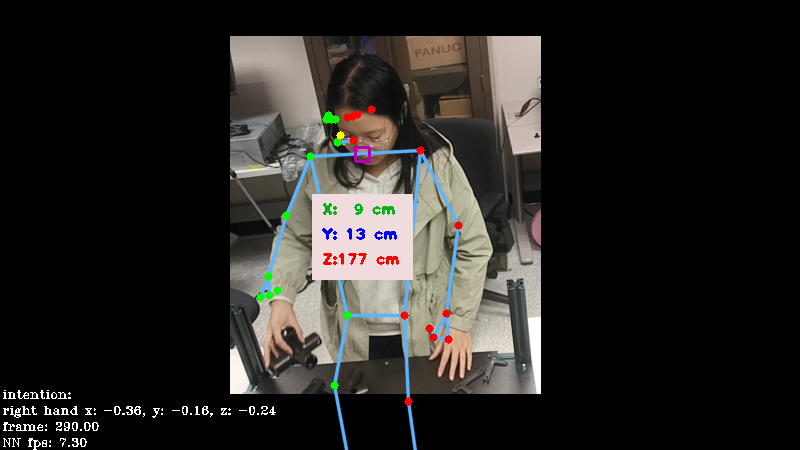 FANUC
X: 9 cm
Y: 13 cm
Z:177 cm
intention:
right hand x: −0.36, y: −0.16, z: −0.24
frame: 290.00
NN fps: 7.30